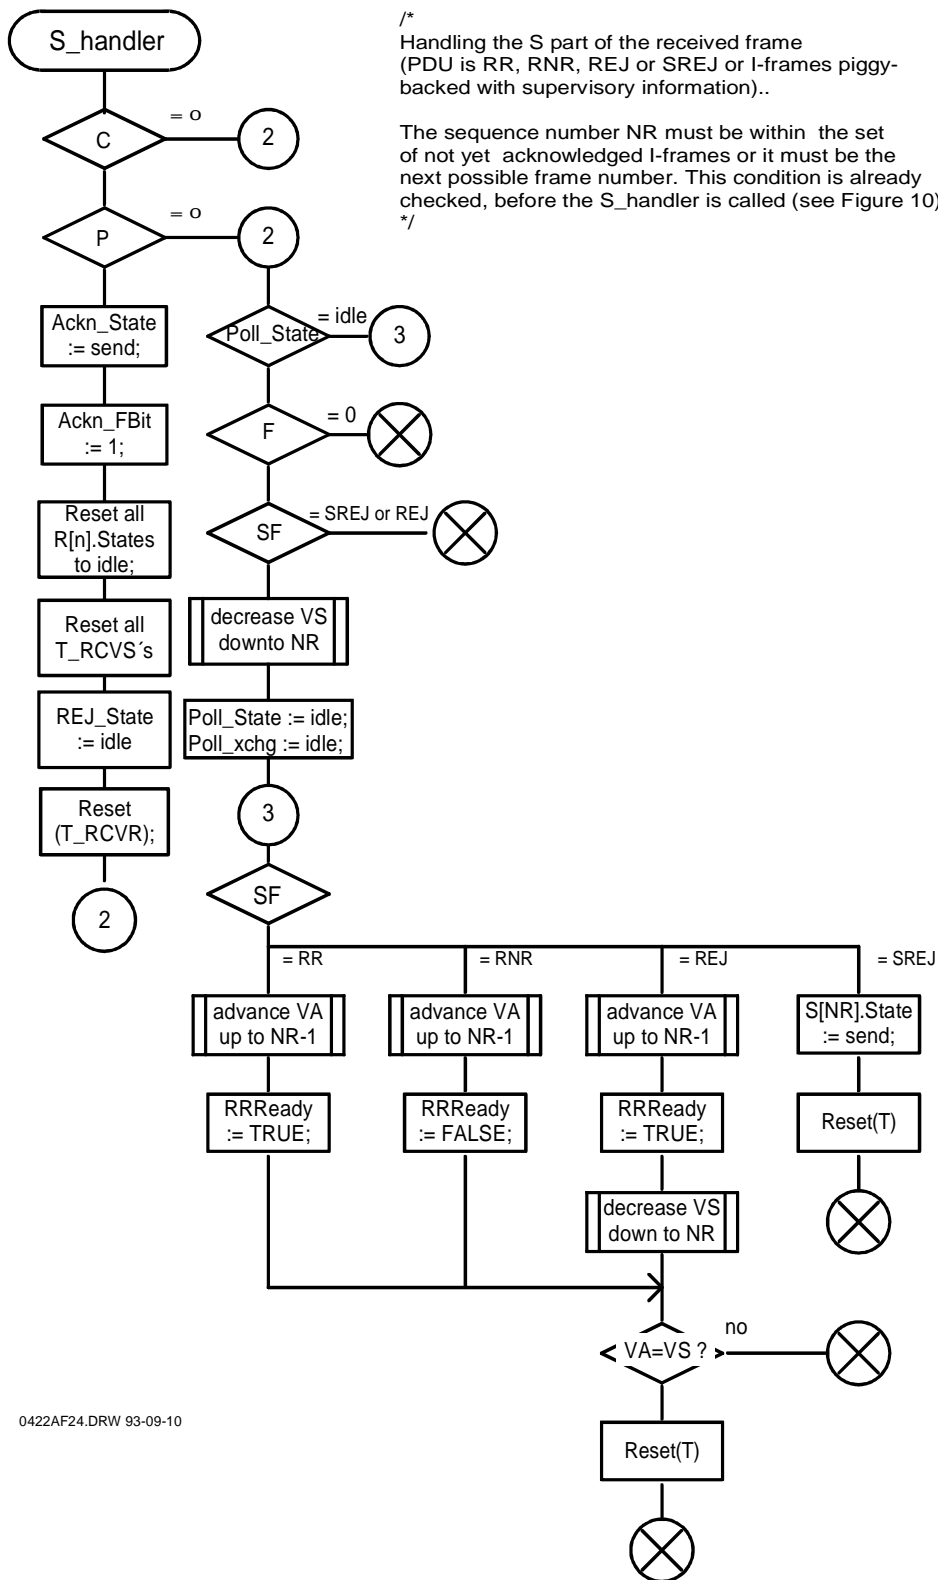 S_handler
/*
Handling the S part of the received frame
(PDU is RR, RNR, REJ or SREJ or I-frames piggy-
backed with supervisory information)..
The sequence number NR must be within the set
of not yet acknowledged I-frames or it must be the
next possible frame number. This condition is already
checked, before the S_handler is called (see Figure 10)
*/
C
= 0
2
P
= 0
2
Ackn_State
:= send;
Ackn_FBit
:= 1;
Reset all
R[n].States
to idle;
Reset all
T_RCVS´s
REJ_State
:= idle
Reset
(T_RCVR);
2
Poll_State
= idle
3
F
= 0
SF
= SREJ or REJ
decrease VS
downto NR
Poll_State := idle;
Poll_xchg := idle;
3
SF
= RR
= RNR
= REJ
= SREJ
advance VA
up to NR-1
RRReady
:= TRUE;
advance VA
up to NR-1
RRReady
:= FALSE;
advance VA
up to NR-1
RRReady
:= TRUE;
decrease VS
down to NR
S[NR].State
:= send;
Reset(T)
VA=VS ?
no
Reset(T)
0422AF24.DRW 93-09-10